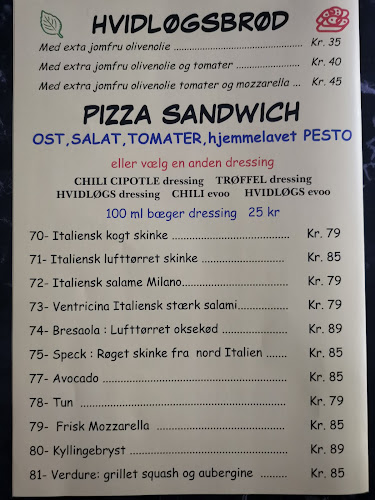 HVIDLØGSBRØD
Med exta jomfru olivenolie ........................................ Kr. 35
Med extra jomfru olivenolie og tomater .................... Kr. 40
Med extra jomfru olivenolie tomater og mozzarella ... Kr. 45
PIZZA SANDWICH
OST,SALAT,TOMATER,hjemmelavet PESTO
eller vælg en anden dressing
CHILI CIPOTLE dressing TRØFFEL dressing
HVIDLØGS dressing CHILI evoo HVIDLØGS evoo
100 ml bæger dressing 25 kr
70- Italiensk kogt skinke ............................. Kr. 79
71- Italiensk lufttørret skinke ...................... Kr. 85
72- Italiensk salame Milano......................... Kr. 79
73- Ventricina Italiensk stærk salami............ Kr. 79
74- Bresaola : Lufttørret oksekød ................. Kr. 89
75- Speck : Røget skinke fra nord Italien ....... Kr. 85
77- Avocado ................................................ Kr. 85
78- Tun ..................................................... Kr. 79
79- Frisk Mozzarella .................................. Kr. 85
80- Kyllingebryst ....................................... Kr. 89
81- Verdure: grillet squash og aubergine ......... Kr. 85